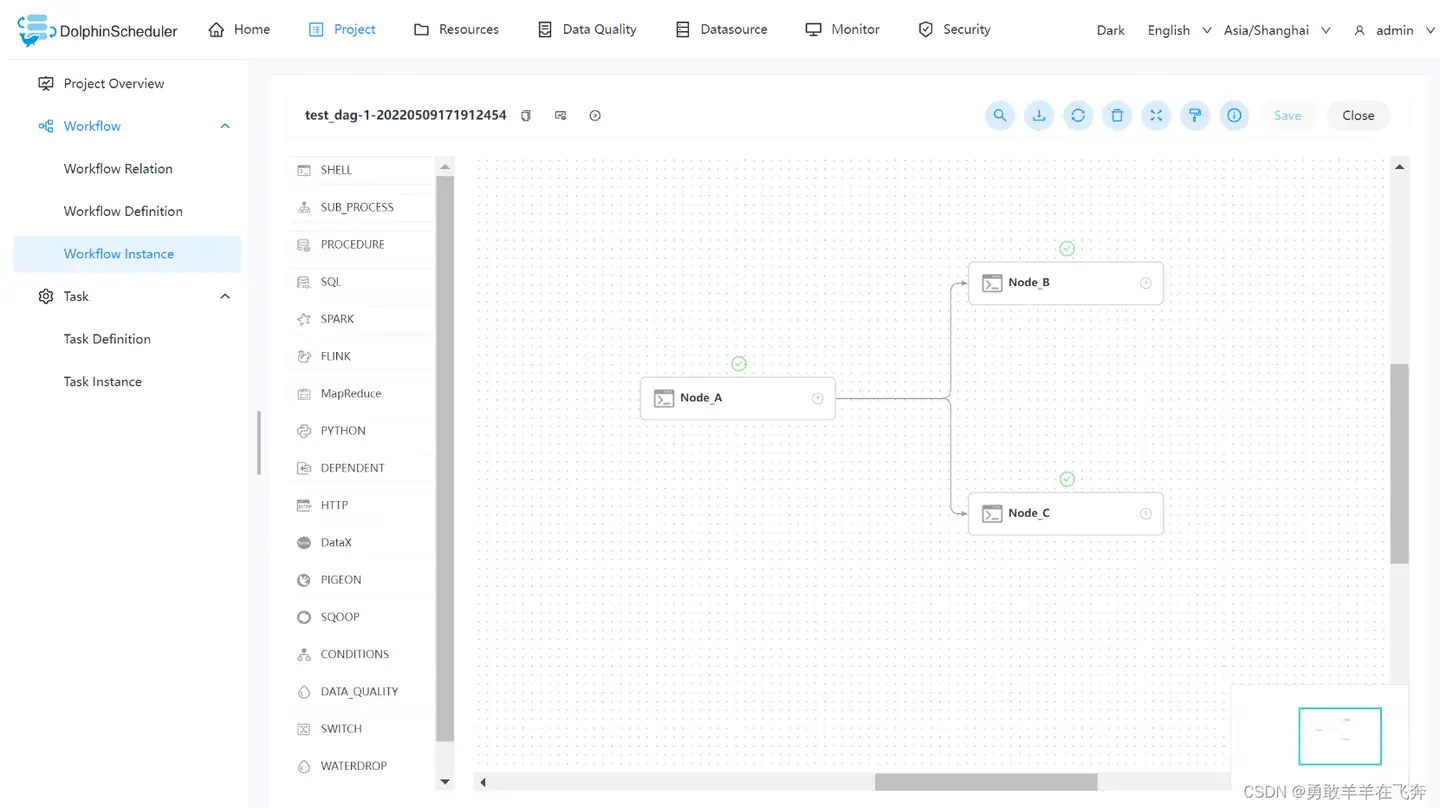 DolphinScheduler Home Project Resources Data Quality Datasource Monitor Security Dark English Asia/Shanghai admin
Project Overview
Workflow
Workflow Relation
Workflow Definition
Workflow Instance
Task
Task Definition
Task Instance
test_dag-1-20220509171912454 Save Close
SHELL
SUB_PROCESS
PROCEDURE
SQL
SPARK
FLINK
MapReduce
PYTHON
DEPENDENT
HTTP
DataX
PIGEON
SQOOP
CONDITIONS
DATA_QUALITY
SWITCH
WATERDROP
Node_B
Node_A
Node_C
CSDN @勇敢羊羊在飞奔